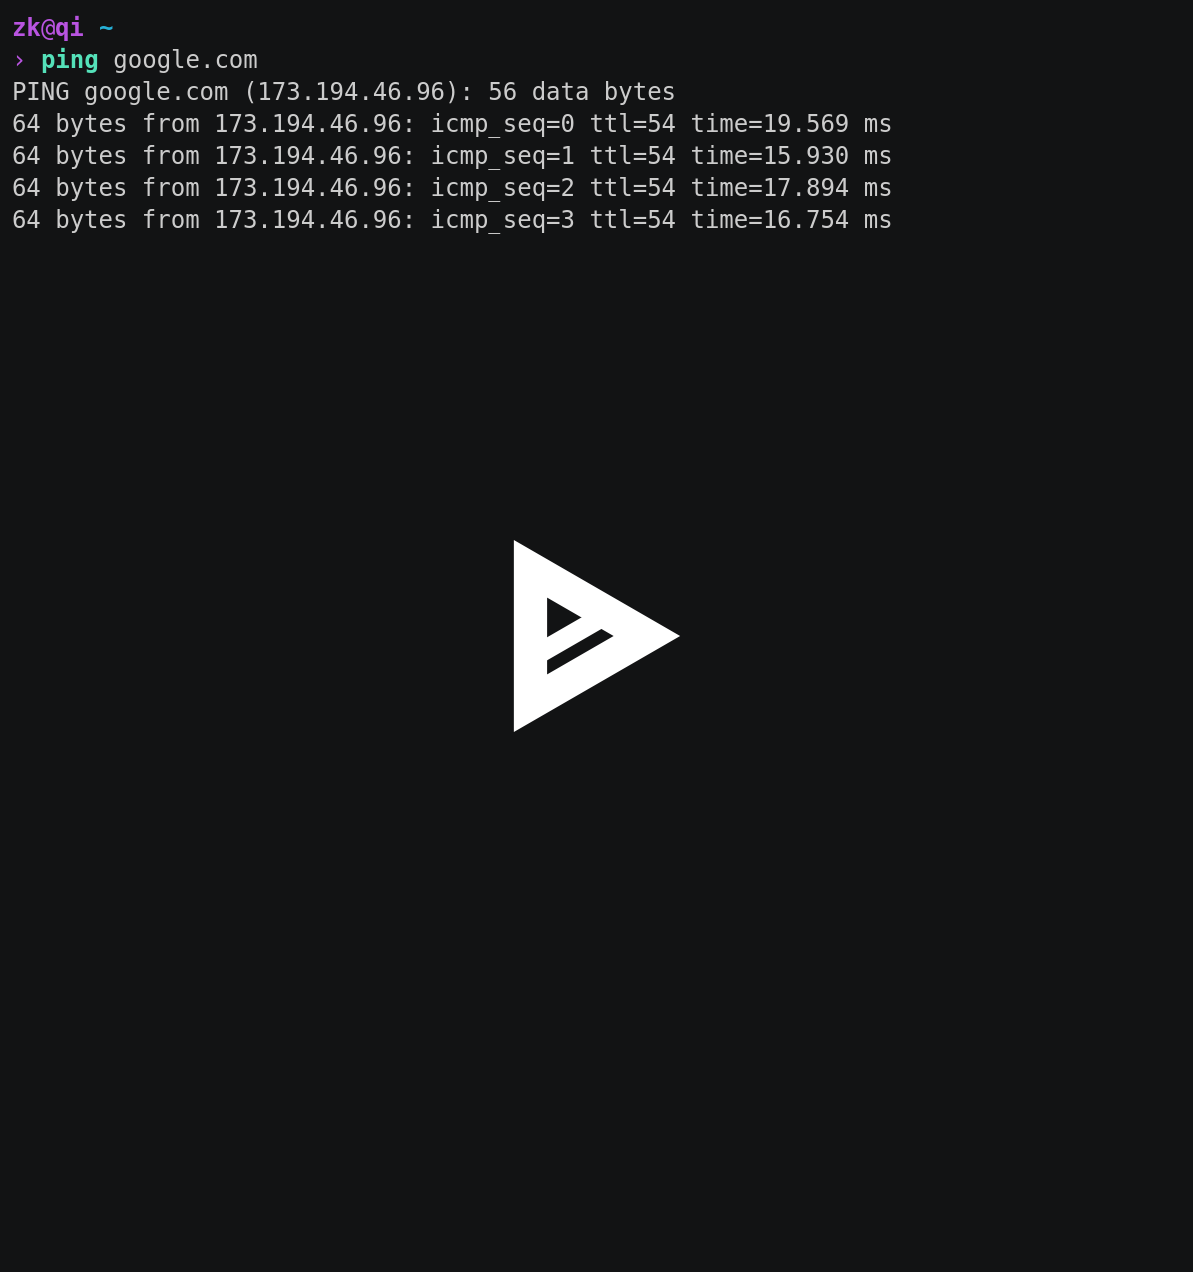 zk@qi ~
› ping google.com
PING google.com (173.194.46.96): 56 data bytes
64 bytes from 173.194.46.96: icmp_seq=0 ttl=54 time=19.569 ms
64 bytes from 173.194.46.96: icmp_seq=1 ttl=54 time=15.930 ms
64 bytes from 173.194.46.96: icmp_seq=2 ttl=54 time=17.894 ms
64 bytes from 173.194.46.96: icmp_seq=3 ttl=54 time=16.754 ms